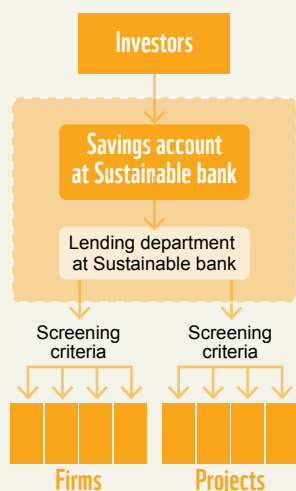 Investors
Savings account
at Sustainable bank
Lending department
at Sustainable bank
Screening
criteria
Screening
criteria
Firms
Projects